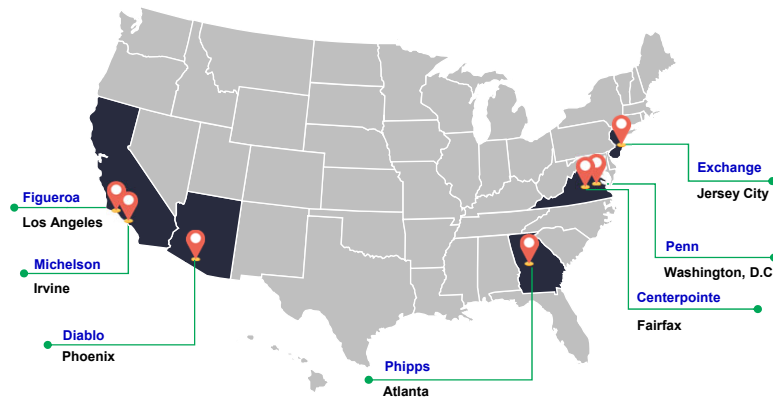 Figueroa
Los Angeles
Michelson
Irvine
Diablo
Phoenix
Phipps
Atlanta
Exchange
Jersey City
Penn
Washington, D.C
Centerpointe
Fairfax